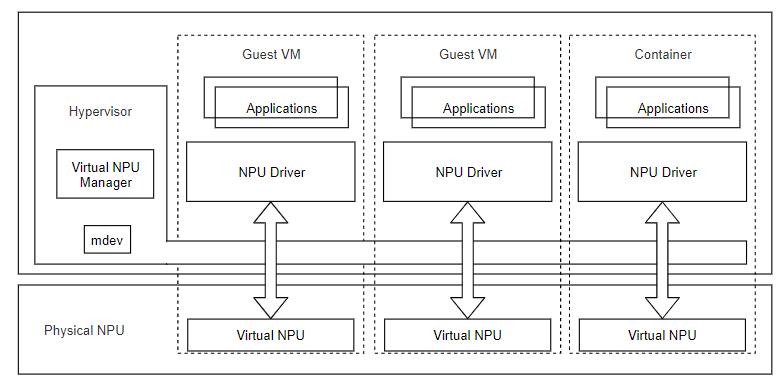 Guest VM
Guest VM
Container
Hypervisor
Applications
Applications
Applications
Virtual NPU
Manager
NPU Driver
NPU Driver
NPU Driver
mdev
Physical NPU
Virtual NPU
Virtual NPU
Virtual NPU